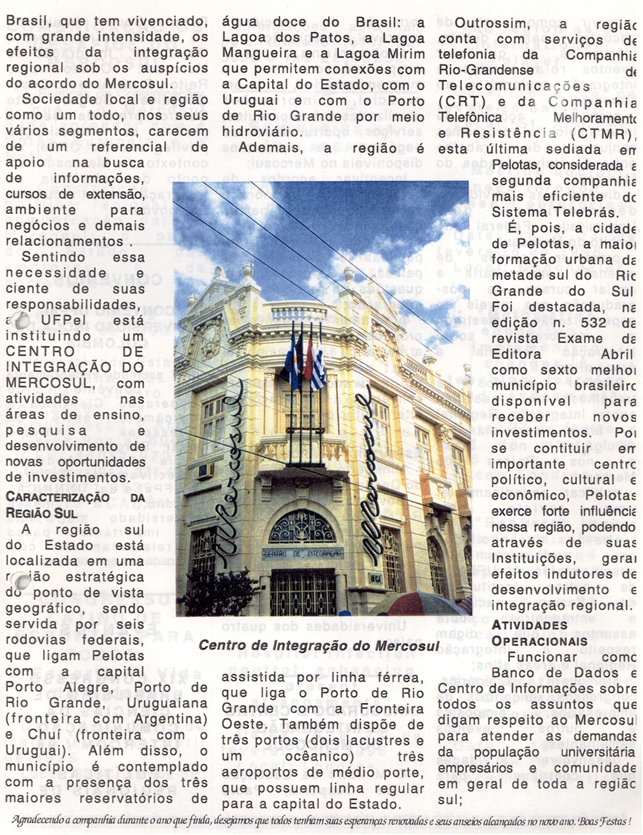 Brasil, que tem vivenciado,
com grande intensidade, os
efeitos da integração
regional sob os auspícios
do acordo do Mercosul.
Sociedade local e região
como um todo, nos seus
vários segmentos, carecem
de um referencial de
apoio na busca
de informações,
cursos de extensão,
ambiente para
negócios e demais
relacionamentos .
Sentindo essa
necessidade e
ciente de suas
responsabilidades,
a UFPel está
instituindo um
CENTRO DE
INTEGRAÇÃO DO
MERCOSUL, com
atividades nas
áreas de ensino,
pesquisa e
desenvolvimento de
novas oportunidades
de investimentos.
CARACTERIZAÇÃO DA
REGIÃO SUL
A região sul
do Estado está
localizada em uma
região estratégica
do ponto de vista
geográfico, sendo
servida por seis
rodovias federais,
que ligam Pelotas
com a capital
Porto Alegre, Porto de
Rio Grande, Uruguaiana
(fronteira com Argentina)
e Chuí (fronteira com o
Uruguai). Além disso, o
município é contemplado
com a presença dos três
maiores reservatórios de
água doce do Brasil: a
Lagoa dos Patos, a Lagoa
Mangueira e a Lagoa Mirim
que permitem conexões com
a Capital do Estado, com o
Uruguai e com o Porto
de Rio Grande por meio
hidroviário.
Ademais, a região é
Mercosul
Mercosul
CENTRO DE INTEGRAÇÃO
Centro de Integração do Mercosul
assistida por linha férrea,
que liga o Porto de Rio
Grande com a Fronteira
Oeste. Também dispõe de
três portos (dois lacustres e
um oceânico) três
aeroportos de médio porte,
que possuem linha regular
para a capital do Estado.
Outrossim, a região
conta com serviços de
telefonia da Companhia
Rio-Grandense de
Telecomunicações
(CRT) e da Companhia
Telefônica Melhoramento
e Resistência (CTMR),
esta última sediada em
Pelotas, considerada a
segunda companhia
mais eficiente do
Sistema Telebrás.
É, pois, a cidade
de Pelotas, a maior
formação urbana da
metade sul do Rio
Grande do Sul.
Foi destacada, na
edição n. 532 da
revista Exame da
Editora Abril,
como sexto melhor
município brasileiro
disponível para
receber novos
investimentos. Por
se contituir em
importante centro
político, cultural e
econômico, Pelotas
exerce forte influência
nessa região, podendo,
através de suas
Instituições, gerar
efeitos indutores de
desenvolvimento e
integração regional.
ATIVIDADES
OPERACIONAIS
Funcionar como
Banco de Dados e
Centro de Informações sobre
todos os assuntos que
digam respeito ao Mercosul
para atender as demandas
da população universitária,
empresários e comunidade
em geral de toda a região
sul;
Agradecendo a companhia durante o ano que finda, desejamos que todos tenham suas esperanças renovadas e seus anseios alcançados no novo ano. Boas Festas !